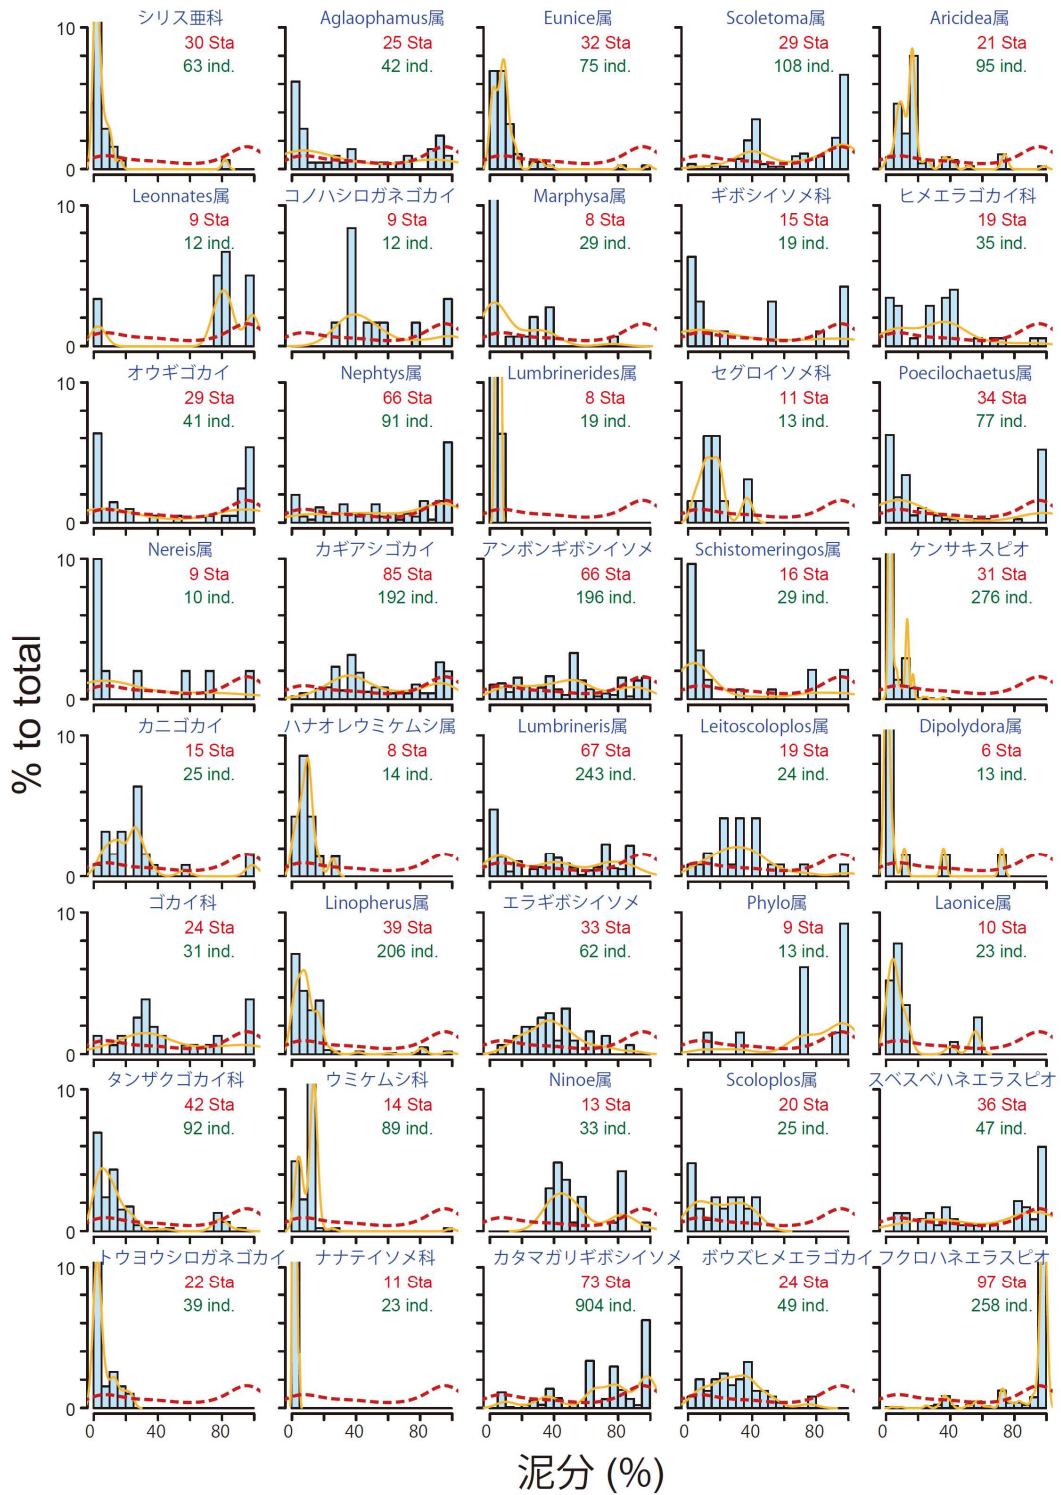 シリス亜科
30 Sta
63 ind.
Aglaophamus属
25 Sta
42 ind.
Eunice属
32 Sta
75 ind.
Scoletoma属
29 Sta
108 ind.
Aricidea属
21 Sta
95 ind.
10
0
Leonnates属
9 Sta
12 ind.
コノハシロガネゴカイ
9 Sta
12 ind.
Marphysa属
8 Sta
29 ind.
ギボシイソメ科
15 Sta
19 ind.
ヒメエラゴカイ科
19 Sta
35 ind.
10
0
オウギゴカイ
29 Sta
41 ind.
Nephtys属
66 Sta
91 ind.
Lumbrinerides属
8 Sta
19 ind.
セグロイソメ科
11 Sta
13 ind.
Poecilochaetus属
34 Sta
77 ind.
10
0
Nereis属
9 Sta
10 ind.
カギアシゴカイ
85 Sta
192 ind.
アンボンギボシイソメ
66 Sta
196 ind.
Schistomeringos属
16 Sta
29 ind.
ケンサキスピオ
31 Sta
276 ind.
10
0
カニゴカイ
15 Sta
25 ind.
ハナオレウミケムシ属
8 Sta
14 ind.
Lumbrineris属
67 Sta
243 ind.
Leitoscoloplos属
19 Sta
24 ind.
Dipolydora属
6 Sta
13 ind.
10
0
ゴカイ科
24 Sta
31 ind.
Linopherus属
39 Sta
206 ind.
エラギボシイソメ
33 Sta
62 ind.
Phylo属
9 Sta
13 ind.
Laonice属
10 Sta
23 ind.
10
0
タンザクゴカイ科
42 Sta
92 ind.
ウミケムシ科
14 Sta
89 ind.
Ninoe属
13 Sta
33 ind.
Scoloplos属
20 Sta
25 ind.
スベスベハネエラスピオ
36 Sta
47 ind.
10
0
トウヨウシロガネゴカイ
22 Sta
39 ind.
ナナテイソメ科
11 Sta
23 ind.
カタマガリギボシイソメ
73 Sta
904 ind.
ボウズヒメエラゴカイ
24 Sta
49 ind.
フクロハネエラスピオ
97 Sta
258 ind.
10
0
0 40 80 0 40 80 0 40 80 0 40 80 0 40 80
% to total
泥分 (%)